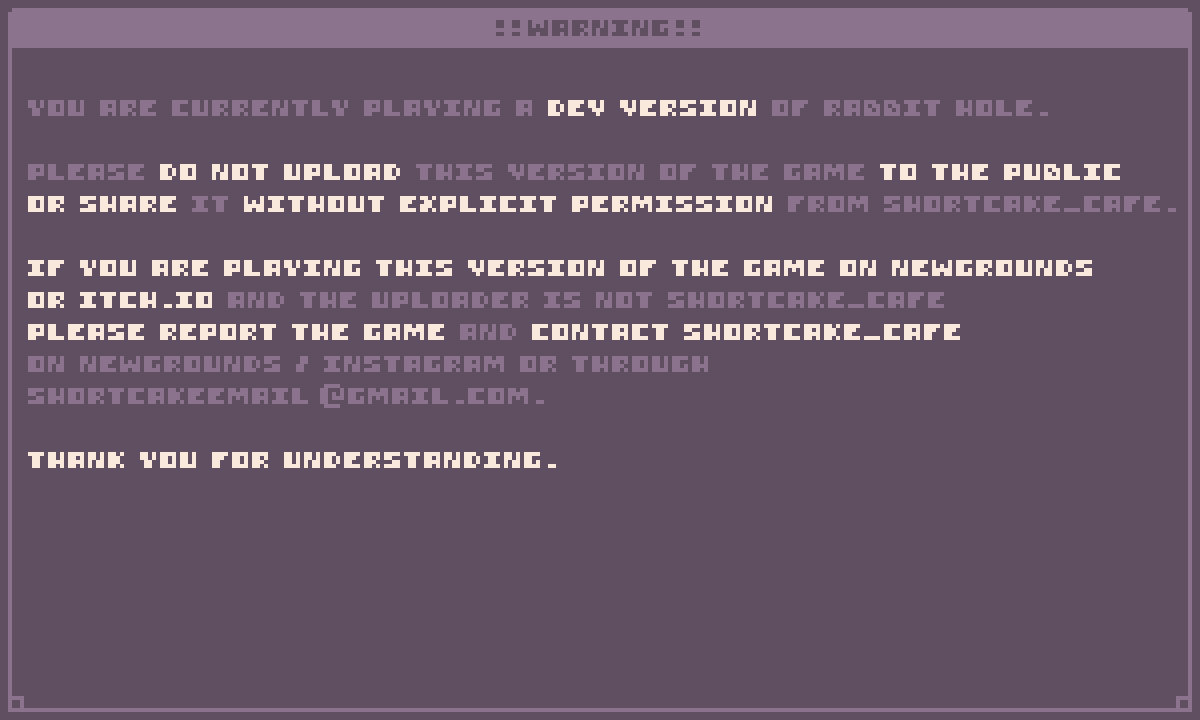 !!WARNING!!
YOU ARE CURRENTLY PLAYING A DEV VERSION OF RABBIT HOLE.
PLEASE DO NOT UPLOAD THIS VERSION OF THE GAME TO THE PUBLIC
OR SHARE IT WITHOUT EXPLICIT PERMISSION FROM SHORTCAKE_CAFE.
IF YOU ARE PLAYING THIS VERSION OF THE GAME ON NEWGROUNDS
OR ITCH.IO AND THE UPLOADER IS NOT SHORTCAKE_CAFE
PLEASE REPORT THE GAME AND CONTACT SHORTCAKE_CAFE
ON NEWGROUNDS / INSTAGRAM OR THROUGH
SHORTCAKEEMAIL @GMAIL.COM.
THANK YOU FOR UNDERSTANDING.